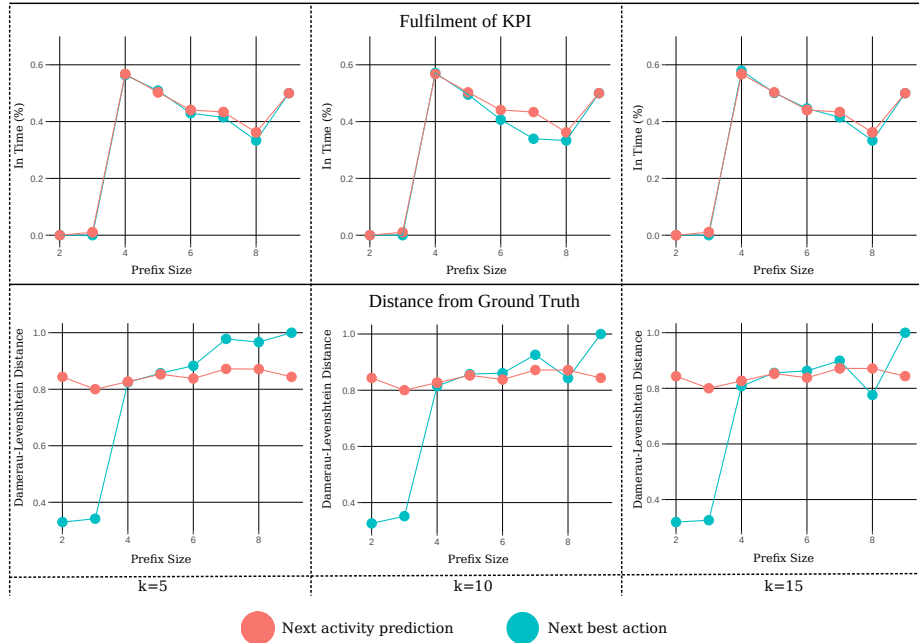 Fulfilment of KPI
In Time (%)
0.6
0.4
0.2
0.0
2 4 6 8
Prefix Size
In Time (%)
0.6
0.4
0.2
0.0
2 4 6 8
Prefix Size
In Time (%)
0.6
0.4
0.2
0.0
2 4 6 8
Prefix Size
Distance from Ground Truth
Damerau-Levenshtein Distance
1.0
0.8
0.6
0.4
2 4 6 8
Prefix Size
Damerau-Levenshtein Distance
1.0
0.8
0.6
0.4
2 4 6 8
Prefix Size
Damerau-Levenshtein Distance
1.0
0.8
0.6
0.4
2 4 6 8
Prefix Size
k=5 k=10 k=15
Next activity prediction Next best action